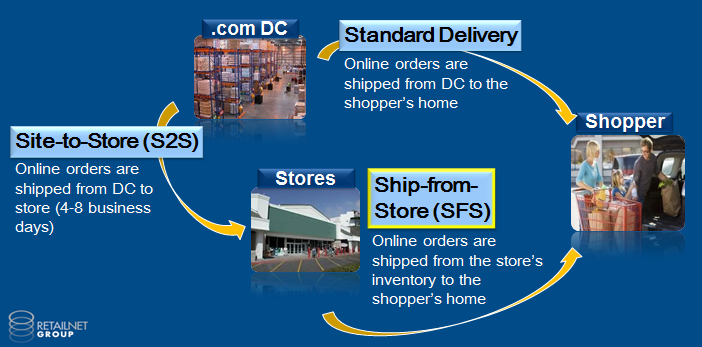 .com DC
Standard Delivery
Online orders are
shipped from DC to the
shopper's home
Shopper
Site-to-Store (S2S)
Online orders are
shipped from DC to
store (4-8 business
days)
Stores
Ship-from-
Store (SFS)
Online orders are
shipped from the store's
inventory to the
shopper's home
RETAILNET
GROUP